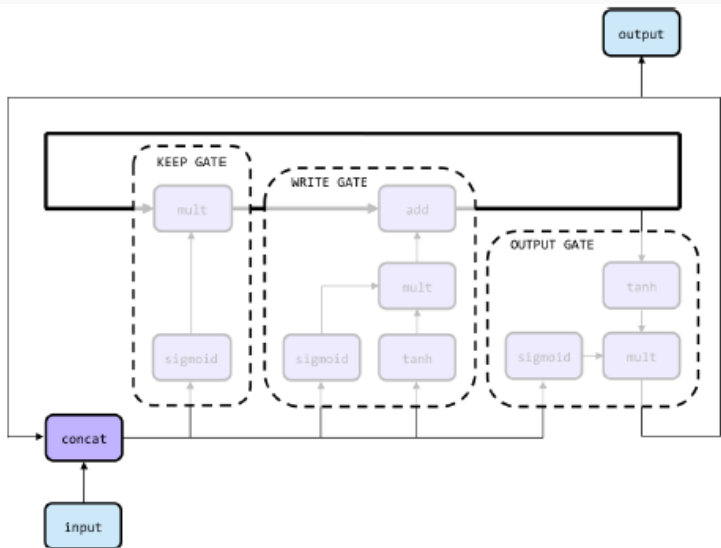 output
KEEP GATE
WRITE GATE
mult
add
OUTPUT GATE
mult
tanh
sigmoid
sigmoid
tanh
sigmoid
mult
concat
input